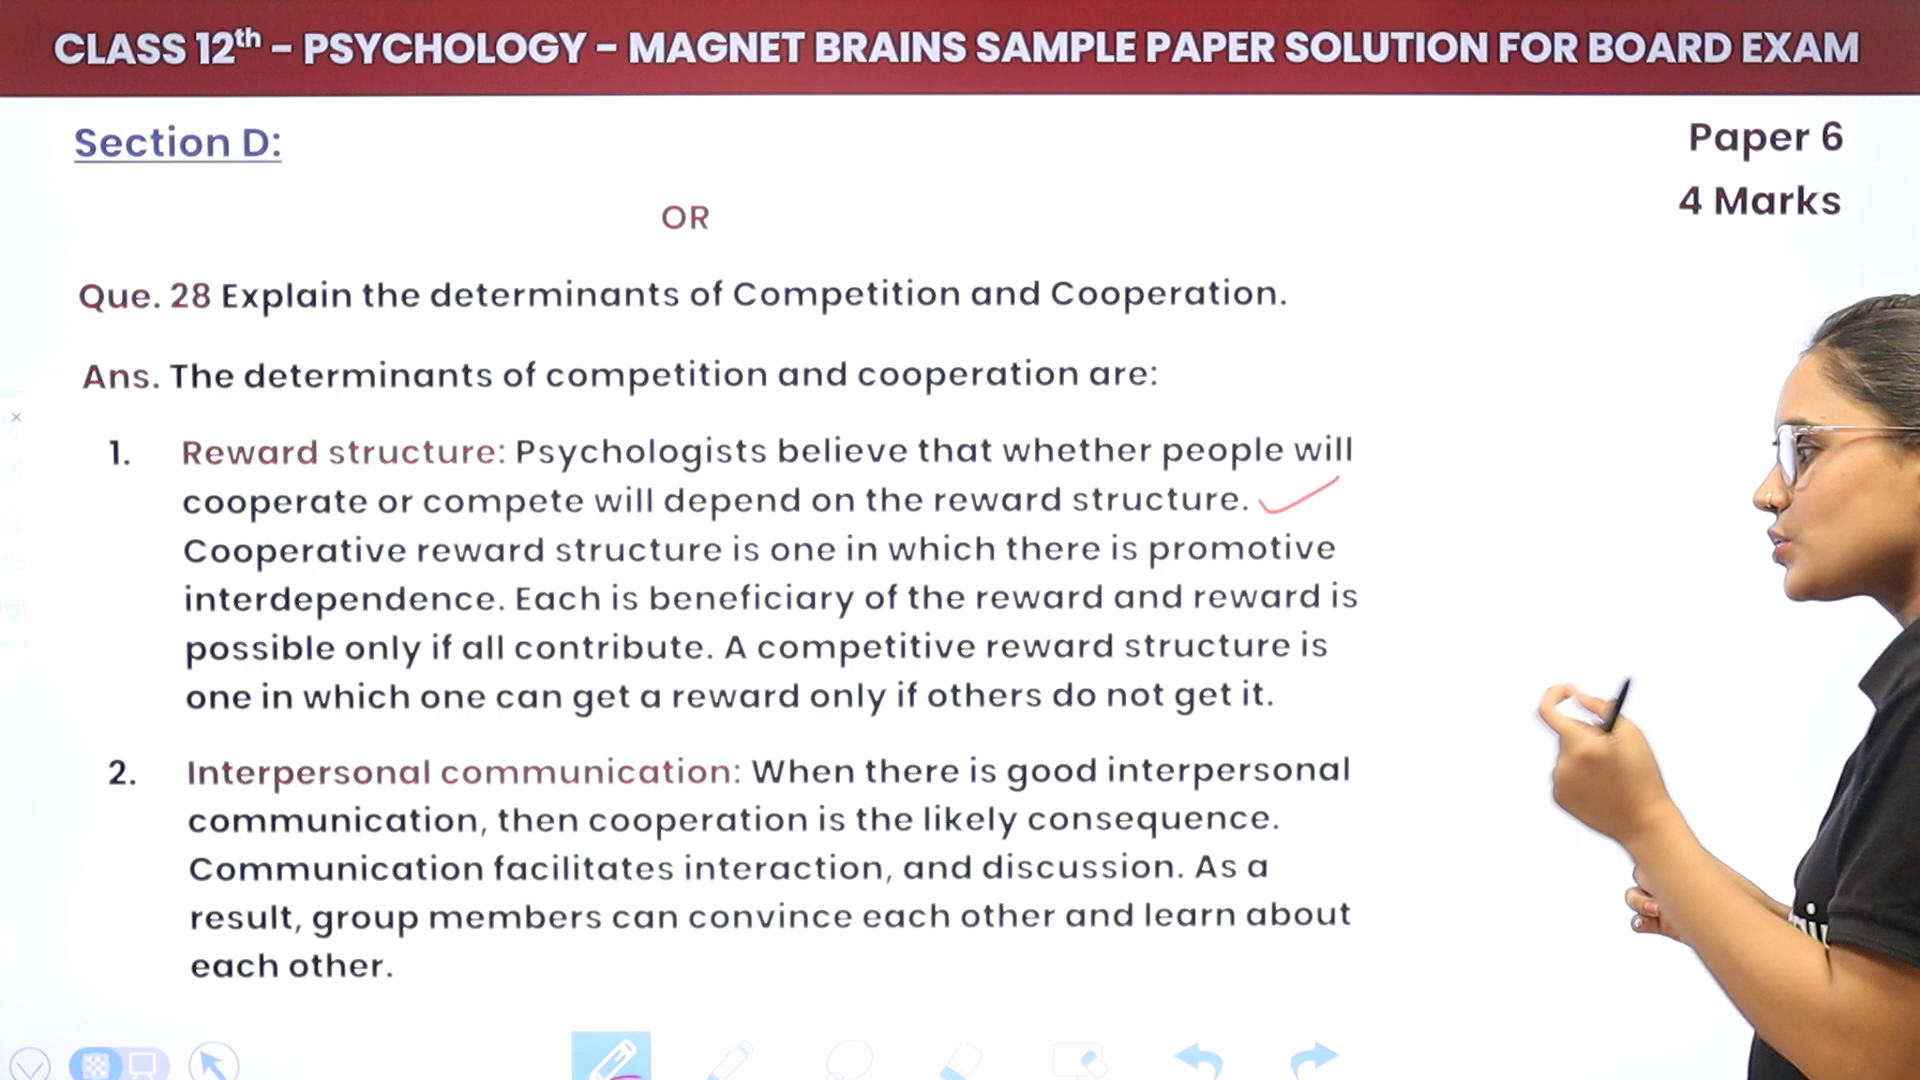 CLASS 12th – PSYCHOLOGY – MAGNET BRAINS SAMPLE PAPER SOLUTION FOR BOARD EXAM
Section D:
Paper 6
4 Marks
OR
Que. 28 Explain the determinants of Competition and Cooperation.
Ans. The determinants of competition and cooperation are:
1. Reward structure: Psychologists believe that whether people will
cooperate or compete will depend on the reward structure.
Cooperative reward structure is one in which there is promotive
interdependence. Each is beneficiary of the reward and reward is
possible only if all contribute. A competitive reward structure is
one in which one can get a reward only if others do not get it.
2. Interpersonal communication: When there is good interpersonal
communication, then cooperation is the likely consequence.
Communication facilitates interaction, and discussion. As a
result, group members can convince each other and learn about
each other.